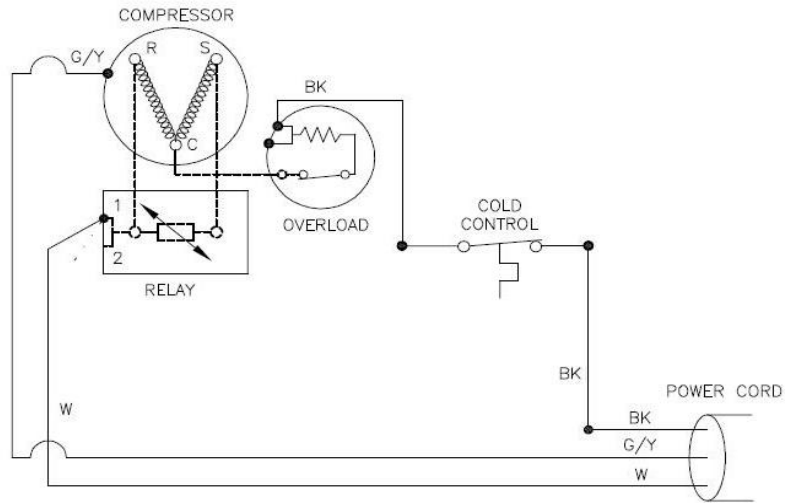 COMPRESSOR
G/Y
R
S
BK
C
1
2
OVERLOAD
COLD
CONTROL
RELAY
BK
POWER CORD
W
BK
G/Y
W